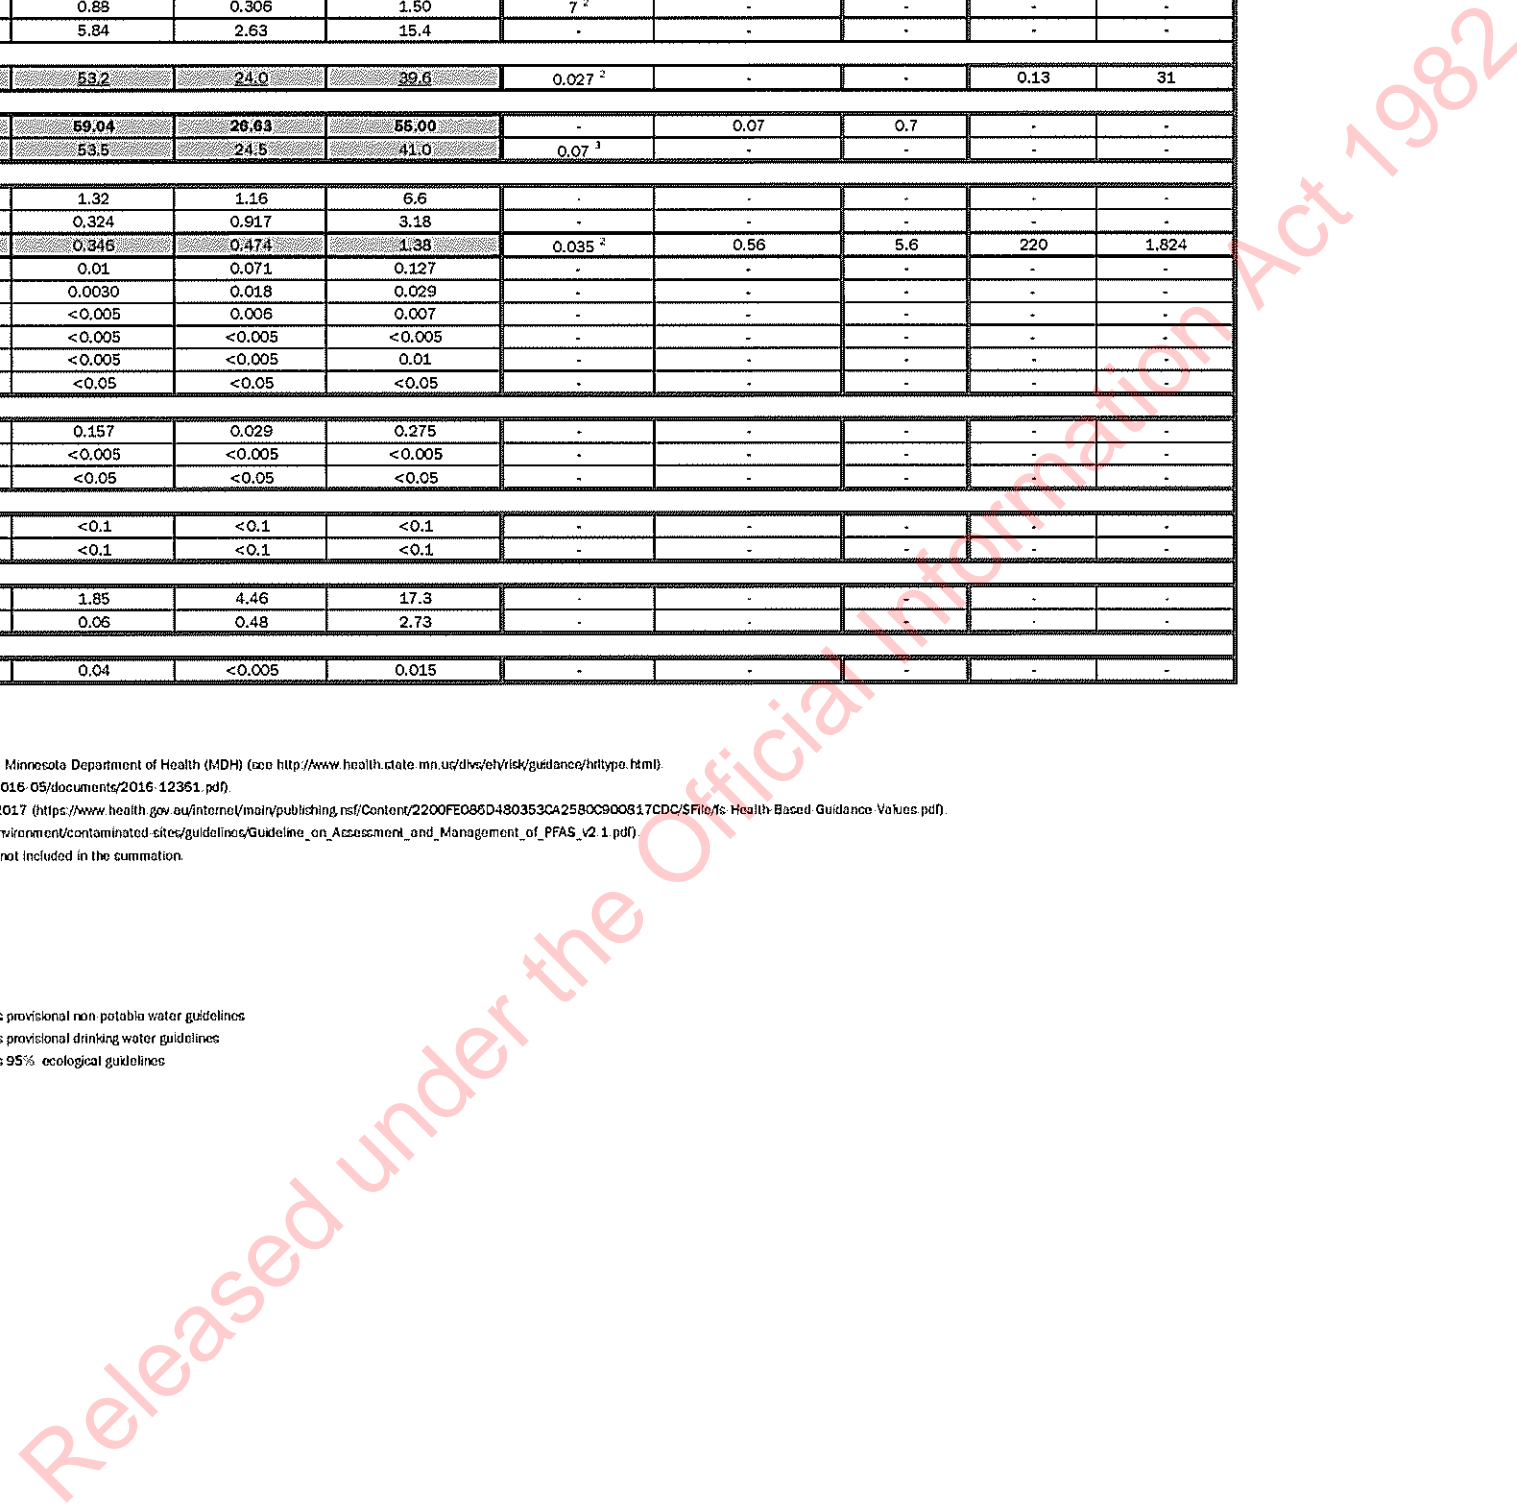 0.88 0.306 1.50 7 2 - - - - -
5.84 2.63 15.4 - - - - -
53.2 24.0 39.6 0.027 2 - - 0.13 31
59.04 26.63 55.00 - 0.07 0.7 - -
53.5 24.5 41.0 0.07 3 - - - -
1.32 1.16 6.6 - - - - -
0.324 0.917 3.18 - - - - -
0.346 0.474 1.38 0.035 2 0.56 5.6 220 1,824
0.01 0.071 0.127 - - - - -
0.0030 0.018 0.029 - - - - -
<0.005 0.006 0.007 - - - - -
<0.005 <0.005 <0.005 - - - - -
<0.005 <0.005 0.01 - - - - -
<0.05 <0.05 <0.05 - - - - -
0.157 0.029 0.275 - - - - -
<0.005 <0.005 <0.005 - - - - -
<0.05 <0.05 <0.05 - - - - -
<0.1 <0.1 <0.1 - - - - -
<0.1 <0.1 <0.1 - - - - -
1.85 4.46 17.3 - - - - -
0.06 0.48 2.73 - - - - -
0.04 <0.005 0.015 - - - - -
Minnesota Department of Health (MDH) (see http://www.health.state.mn.us/divs/eh/risk/guidance/hrltype.html).
016-05/documents/2016-12361.pdf).
2017 (https://www.health.gov.au/internet/main/publishing.nsf/Content/2200FE086D480353CA2580C900817CDC/$File/fs-Health-Based-Guidance-Values.pdf).
nvironment/contaminated-sites/guidelines/Guideline_on_Assessment_and_Management_of_PFAS_v2.1.pdf).
not included in the summation.
s provisional non-potable water guidelines
s provisional drinking water guidelines
s 95% ecological guidelines
Released under the Official Information Act 1982